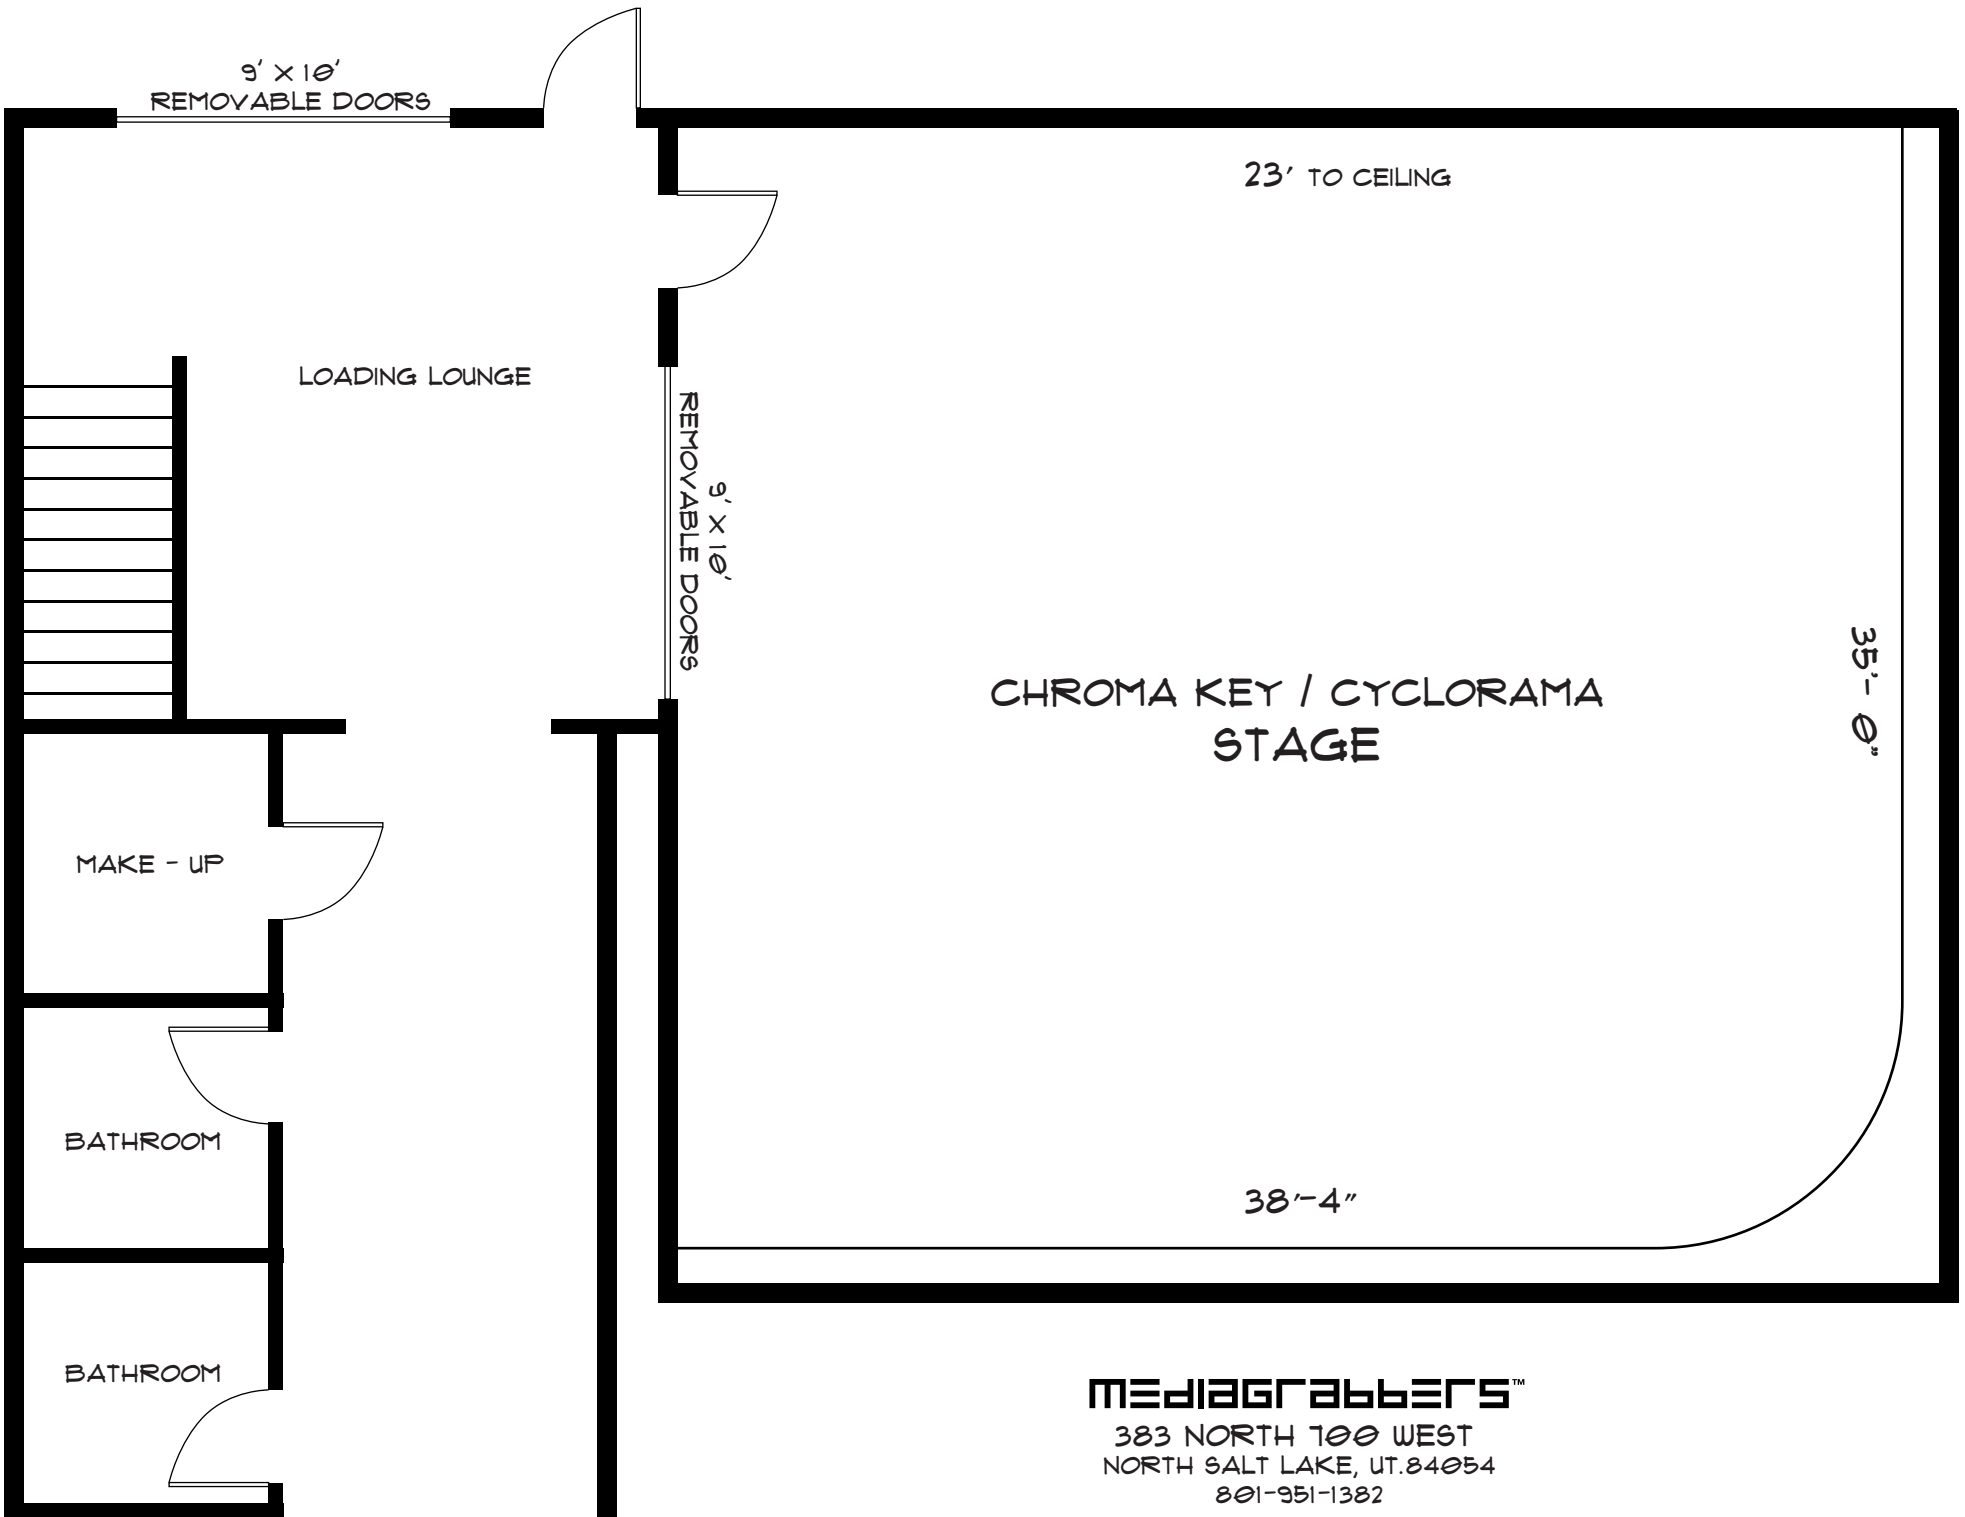 9' X 10'
REMOVABLE DOORS
23' TO CEILING
LOADING LOUNGE
9' X 10'
REMOVABLE DOORS
35'- 0"
CHROMA KEY / CYCLORAMA
STAGE
MAKE - UP
BATHROOM
38'-4"
BATHROOM
MEDIAGrabbers™
383 NORTH 700 WEST
NORTH SALT LAKE, UT.84054
801-951-1382